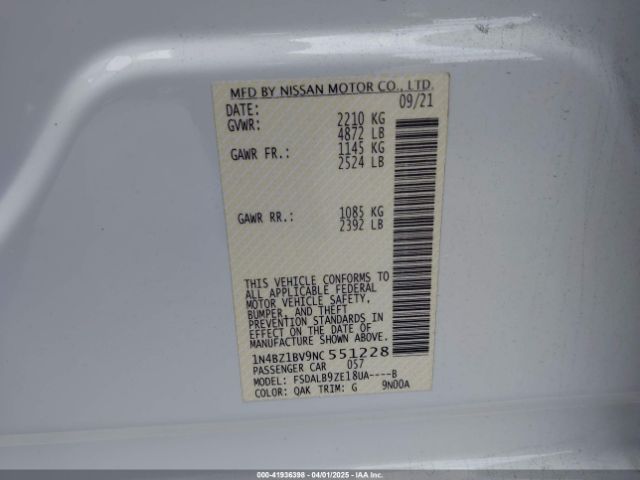 MFD BY NISSAN MOTOR CO., LTD.
DATE: 09/21
GVWR: 2210 KG
4872 LB
GAWR FR.: 1145 KG
2524 LB
GAWR RR.: 1085 KG
2392 LB
THIS VEHICLE CONFORMS TO
ALL APPLICABLE FEDERAL
MOTOR VEHICLE SAFETY,
BUMPER, AND THEFT
PREVENTION STANDARDS IN
EFFECT ON THE DATE OF
MANUFACTURE SHOWN ABOVE.
1N4BZ1BV9NC551228
PASSENGER CAR 057
MODEL: FSDALB9ZE18UA----B
COLOR: QAK TRIM: G 9N00A
000-41936398 - 04/01/2025 - IAA Inc.